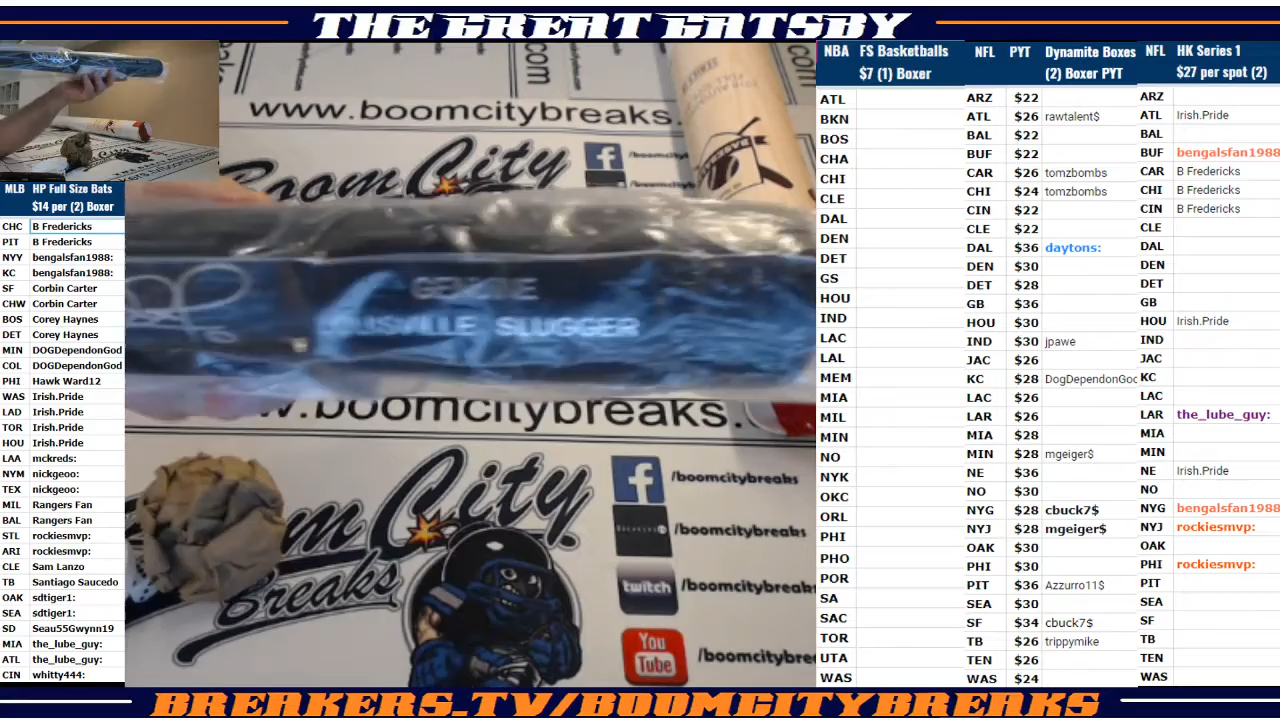 THE GREAT GATSBY
MLB HP Full Size Bats
$14 per (2) Boxer
CHC B Fredericks
PIT B Fredericks
NYY bengalsfan1988:
KC bengalsfan1988:
SF Corbin Carter
CHW Corbin Carter
BOS Corey Haynes
DET Corey Haynes
MIN DOGDependonGod
COL DOGDependonGod
PHI Hawk Ward12
WAS Irish.Pride
LAD Irish.Pride
TOR Irish.Pride
HOU Irish.Pride
LAA mckreds:
NYM nickgeoo:
TEX nickgeoo:
MIL Rangers Fan
BAL Rangers Fan
STL rockiesmvp:
ARI rockiesmvp:
CLE Sam Lanzo
TB Santiago Saucedo
OAK sdtiger1:
SEA sdtiger1:
SD Seau55Gwynn19
MIA the_lube_guy:
ATL the_lube_guy:
CIN whitty444:
www.boomcitybreaks.
Boom City
SLUGGER
w.boomcitybreaks.
om City
Breaks
/boomcitybreaks
/boomcitybreaks
twitch /boomcitybreaks
You
Tube
/boomcitybre
NBA FS Basketballs
$7 (1) Boxer
ATL
BKN
BOS
CHA
CHI
CLE
DAL
DEN
DET
GS
HOU
IND
LAC
LAL
MEM
MIA
MIL
MIN
NO
NYK
OKC
ORL
PHI
PHO
POR
SA
SAC
TOR
UTA
WAS
NFL PYT Dynamite Boxes
(2) Boxer PYT
ARZ $22
ATL $26 rawtalent$
BAL $22
BUF $22
CAR $26 tomzbombs
CHI $24 tomzbombs
CIN $22
CLE $22
DAL $36 daytons:
DEN $30
DET $28
GB $36
HOU $30
IND $30 jpawe
JAC $26
KC $28 DogDependonGod
LAC $26
LAR $26
MIA $28
MIN $28 mgeiger$
NE $36
NO $30
NYG $28 cbuck7$
NYJ $28 mgeiger$
OAK $30
PHI $30
PIT $36 Azzurro11$
SEA $30
SF $34 cbuck7$
TB $26 trippymike
TEN $26
WAS $24
NFL HK Series 1
$27 per spot (2)
ARZ
ATL Irish.Pride
BAL
BUF bengalsfan1988
CAR B Fredericks
CHI B Fredericks
CIN B Fredericks
CLE
DAL
DEN
DET
GB
HOU Irish.Pride
IND
JAC
KC
LAC
LAR the_lube_guy:
MIA
MIN
NE Irish.Pride
NO
NYG bengalsfan1988
NYJ rockiesmvp:
OAK
PHI rockiesmvp:
PIT
SEA
SF
TB
TEN
WAS
BREAKERS.TV/BOOMCITYBREAKS